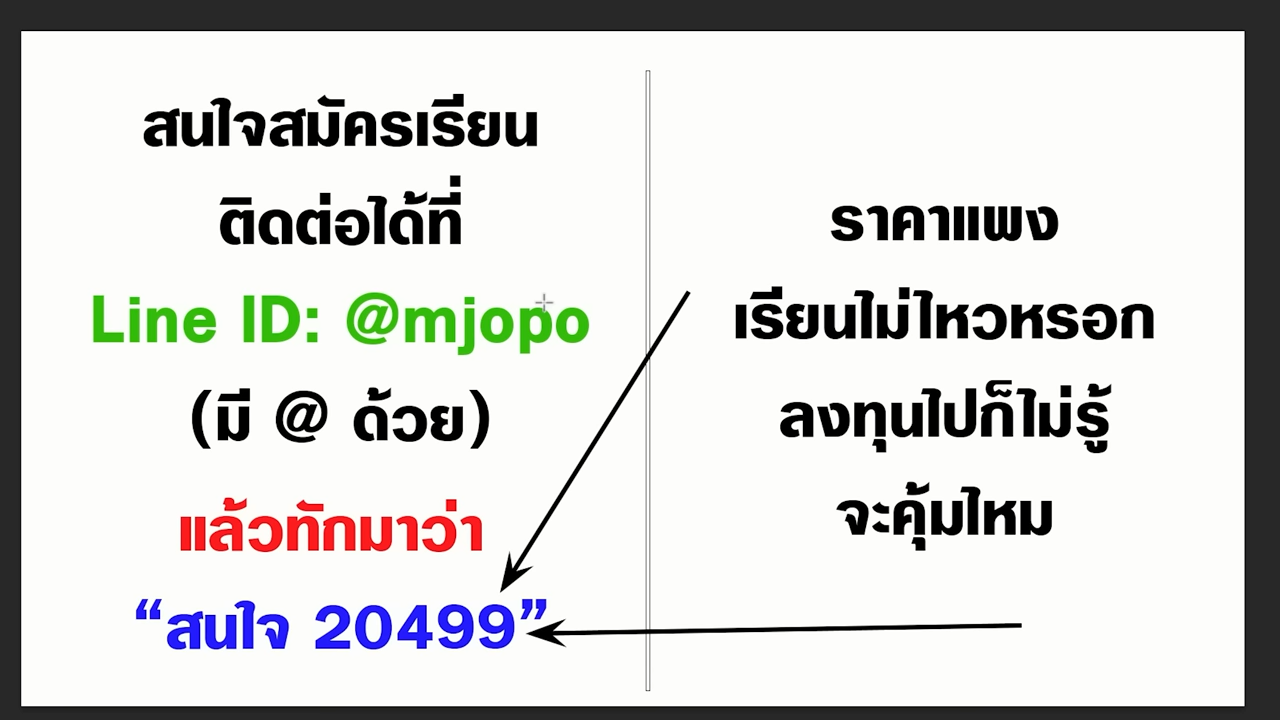 สนใจสมัครเรียน
ติดต่อได้ที่
Line ID: @mjopo
(มี @ ด้วย)
แล้วทักมาว่า
“สนใจ 20499”
ราคาแพง
เรียนไม่ไหวหรอก
ลงทุนไปก็ไม่รู้
จะคุ้มไหม